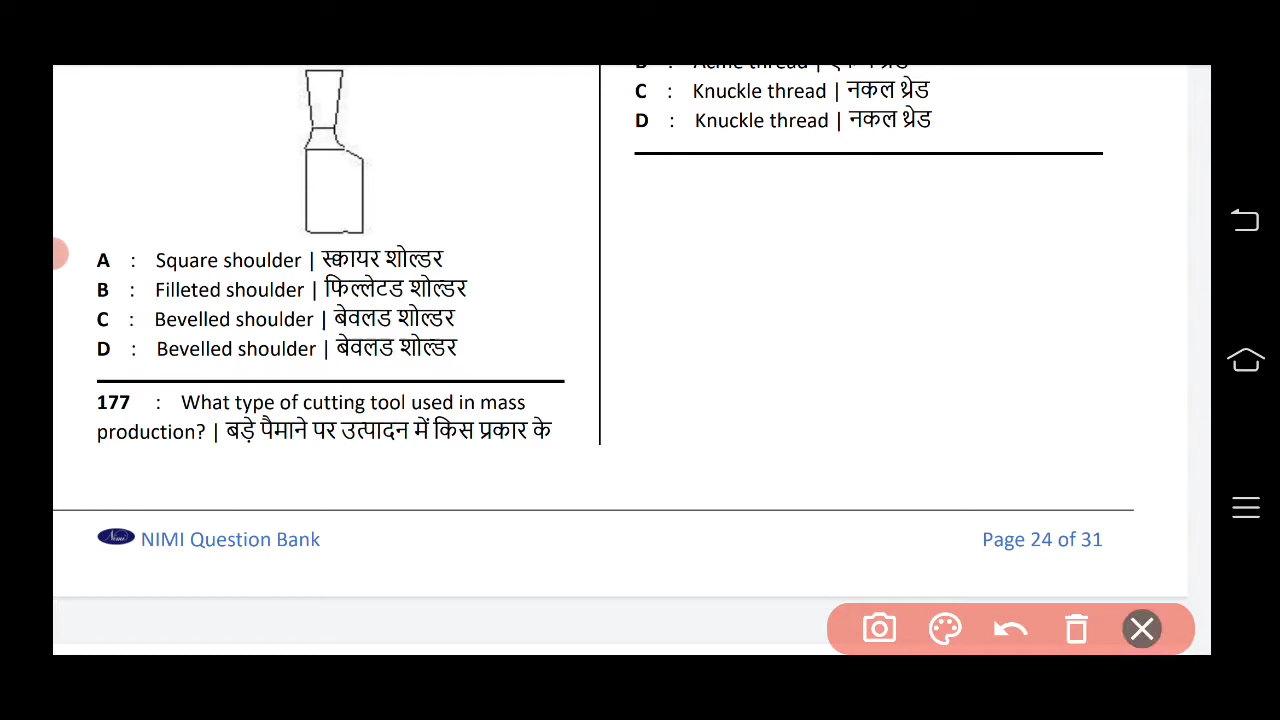 A : Square shoulder | स्कायर शोल्डर
B : Filleted shoulder | फिल्लेटड शोल्डर
C : Bevelled shoulder | बेवलड शोल्डर
D : Bevelled shoulder | बेवलड शोल्डर
177 : What type of cutting tool used in mass
production? | बड़े पैमाने पर उत्पादन में किस प्रकार के
C : Knuckle thread | नकल थ्रेड
D : Knuckle thread | नकल थ्रेड
Nimi NIMI Question Bank
Page 24 of 31